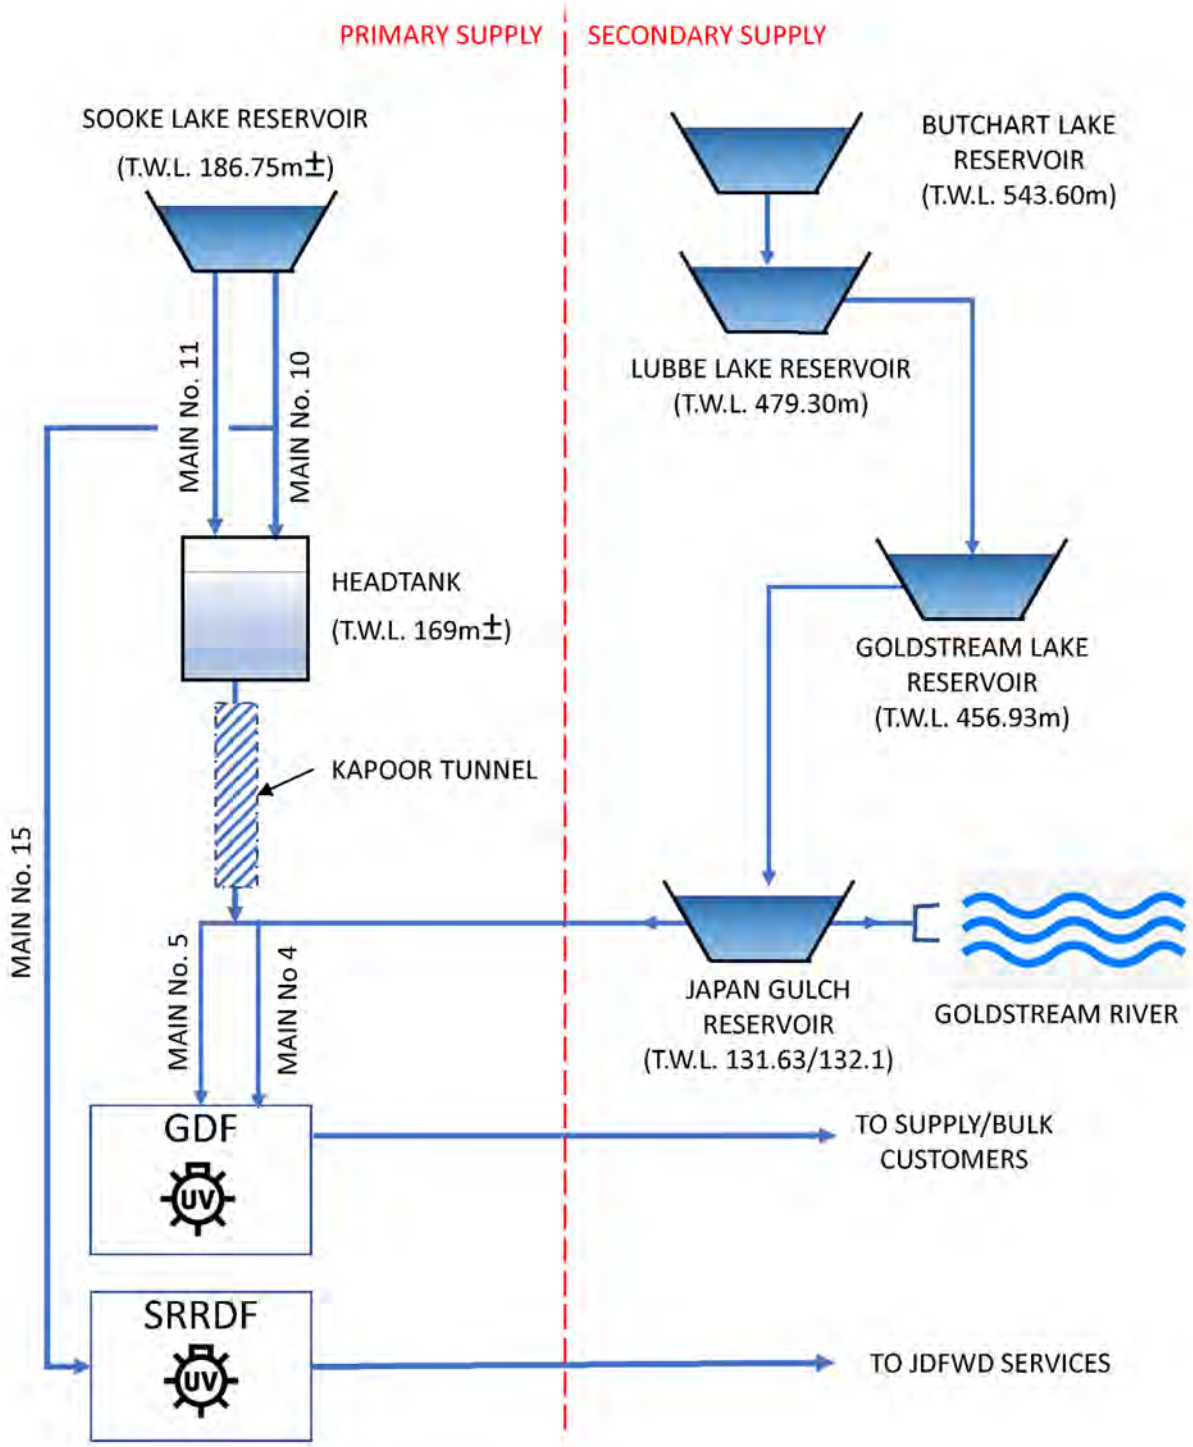 PRIMARY SUPPLY
SECONDARY SUPPLY
SOOKE LAKE RESERVOIR
(T.W.L. 186.75m±)
BUTCHART LAKE
RESERVOIR
(T.W.L. 543.60m)
LUBBE LAKE RESERVOIR
(T.W.L. 479.30m)
MAIN No. 11
MAIN No. 10
HEADTANK
(T.W.L. 169m±)
GOLDSTREAM LAKE
RESERVOIR
(T.W.L. 456.93m)
KAPOOR TUNNEL
MAIN No. 15
MAIN No. 5
MAIN No 4
JAPAN GULCH
RESERVOIR
(T.W.L. 131.63/132.1)
GOLDSTREAM RIVER
GDF
UV
TO SUPPLY/BULK
CUSTOMERS
SRRDF
UV
TO JDFWD SERVICES